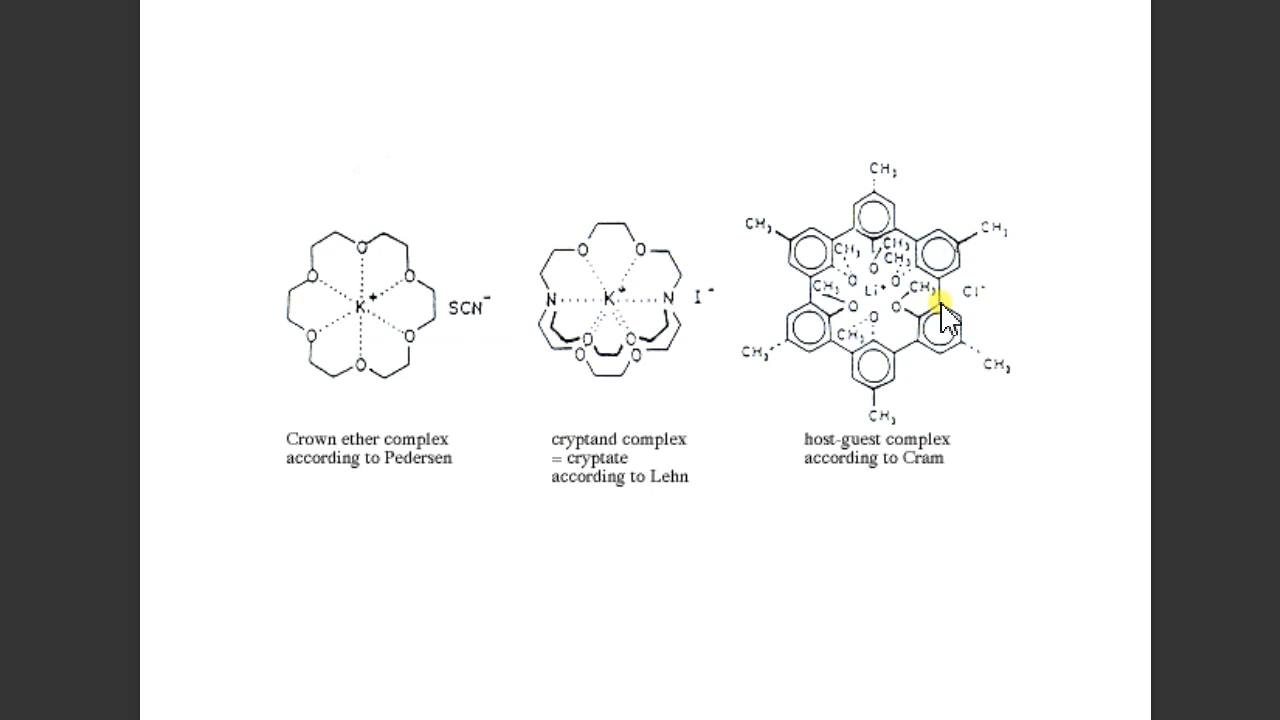 CH₃
CH₃
CH₃
O
O
O
O
O
O
K⁺
SCN⁻
O
O
N
N
K⁺
O
O
O
O
I⁻
CH₃
CH₃
CH₃
O
O
O
CH₃
Li⁺
CH₃
Cl⁻
O
O
O
CH₃
CH₃
CH₃
CH₃
Crown ether complex
according to Pedersen
cryptand complex
= cryptate
according to Lehn
host-guest complex
according to Cram